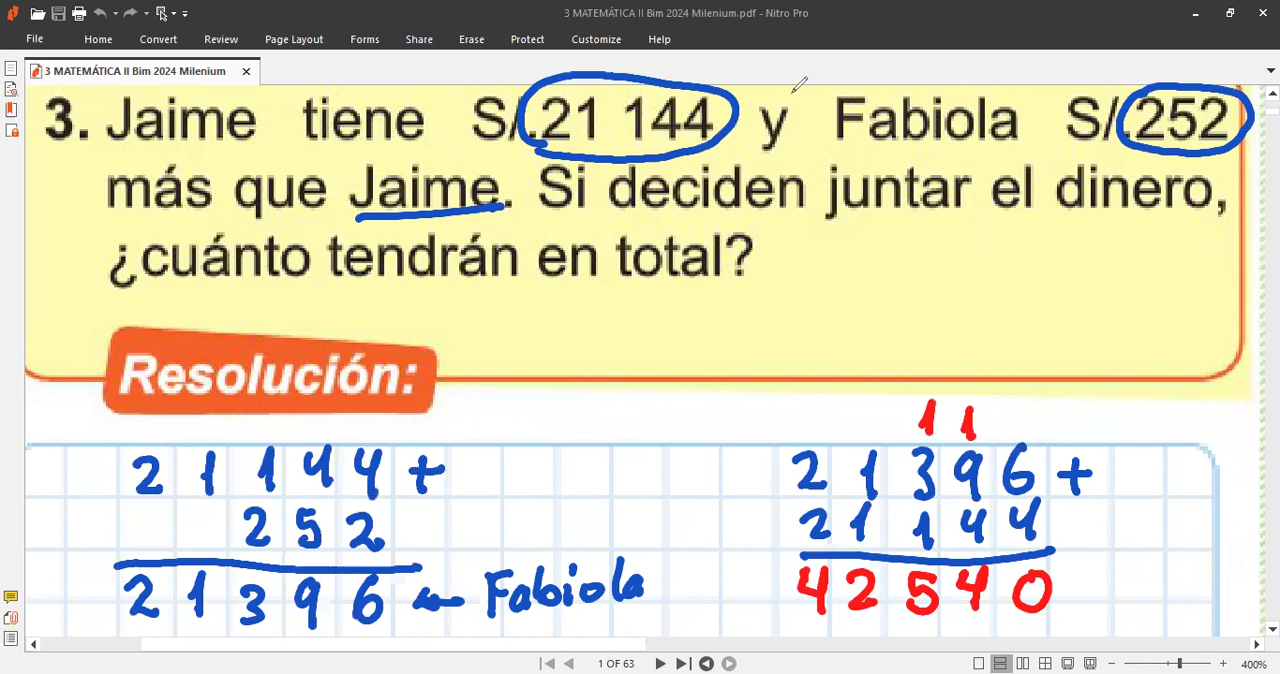 3 MATEMÁTICA II Bim 2024 Milenium.pdf - Nitro Pro
File Home Convert Review Page Layout Forms Share Erase Protect Customize Help
3 MATEMÁTICA II Bim 2024 Milenium
3. Jaime tiene S/.21 144 y Fabiola S/.252
más que Jaime. Si deciden juntar el dinero,
¿cuánto tendrán en total?
Resolución:
1 1
2 1 1 4 4 +
2 5 2
2 1 3 9 6 ← Fabiola
2 1 3 9 6 +
2 1 1 4 4
4 2 5 4 0
1 OF 63
400%